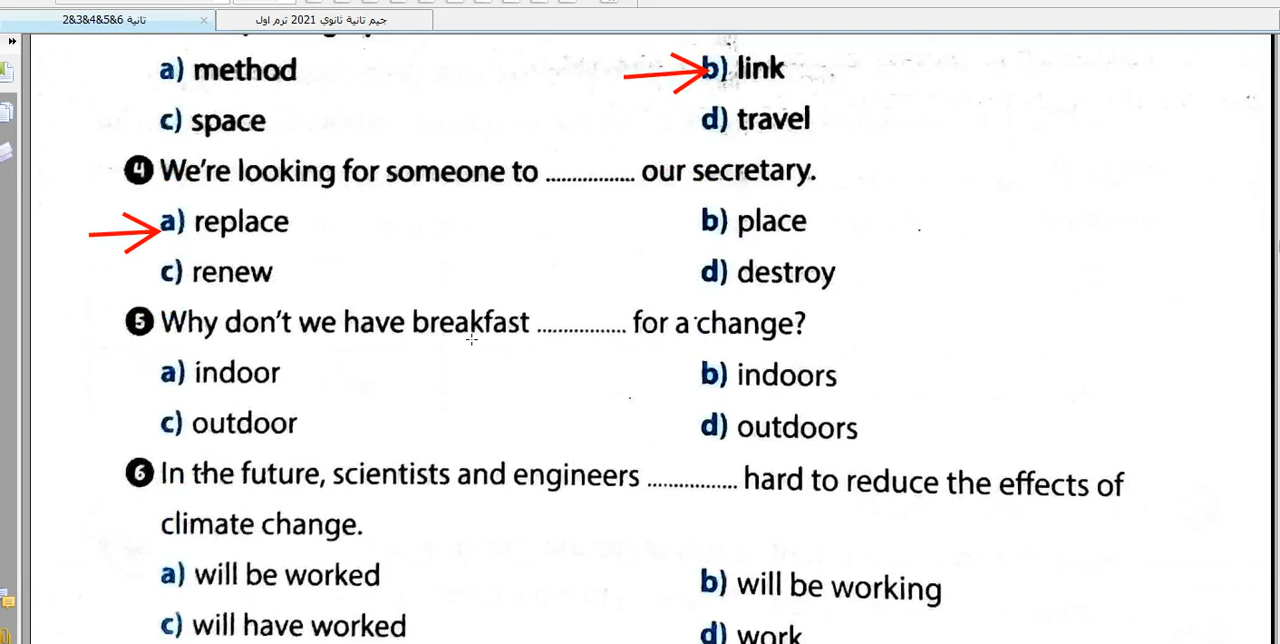 ثانية 2&3&4&5&6
جيم ثانية ثانوي 2021 ترم اول
a) method
b) link
c) space
d) travel
4 We're looking for someone to ................ our secretary.
a) replace
b) place
c) renew
d) destroy
5 Why don't we have breakfast ................ for a change?
a) indoor
b) indoors
c) outdoor
d) outdoors
6 In the future, scientists and engineers ................ hard to reduce the effects of
climate change.
a) will be worked
b) will be working
c) will have worked
d) work